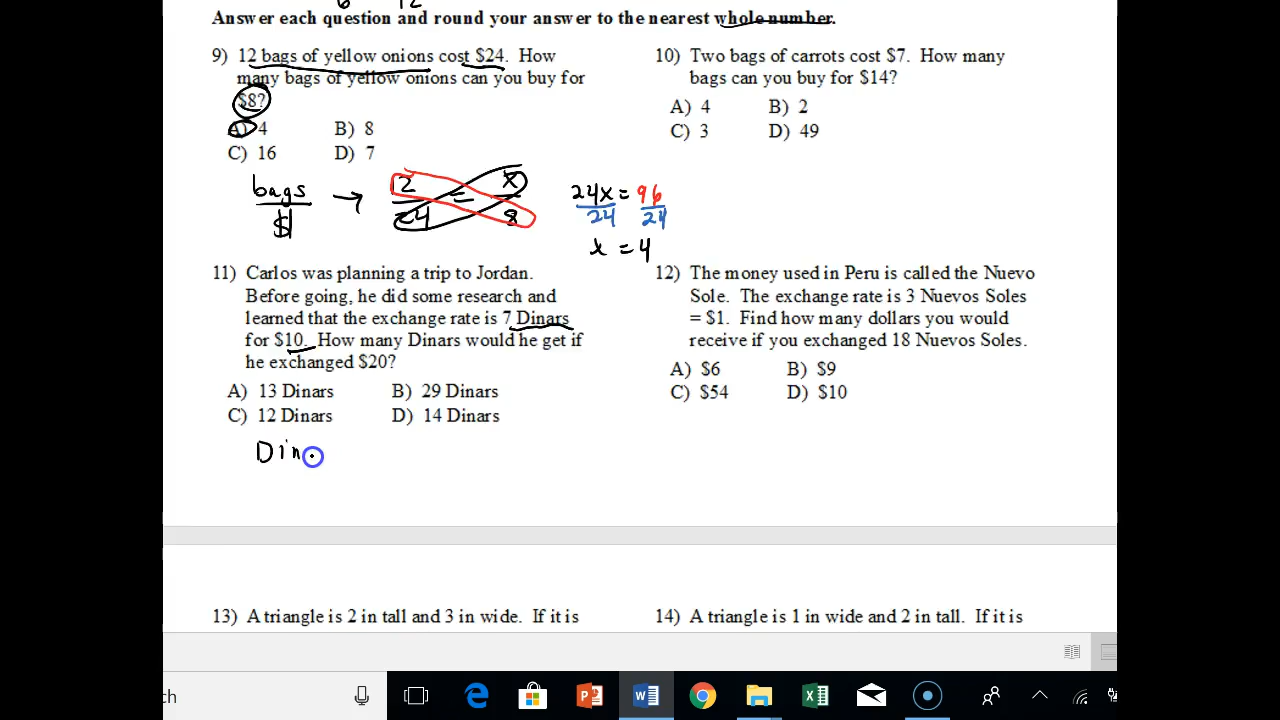 Answer each question and round your answer to the nearest whole number.
9) 12 bags of yellow onions cost $24. How
many bags of yellow onions can you buy for
$8?
A) 4 B) 8
C) 16 D) 7
bags
$
→ 12 = x
24 8
24x = 96
24 24
x = 4
10) Two bags of carrots cost $7. How many
bags can you buy for $14?
A) 4 B) 2
C) 3 D) 49
11) Carlos was planning a trip to Jordan.
Before going, he did some research and
learned that the exchange rate is 7 Dinars
for $10. How many Dinars would he get if
he exchanged $20?
A) 13 Dinars B) 29 Dinars
C) 12 Dinars D) 14 Dinars
Din
12) The money used in Peru is called the Nuevo
Sole. The exchange rate is 3 Nuevos Soles
= $1. Find how many dollars you would
receive if you exchanged 18 Nuevos Soles.
A) $6 B) $9
C) $54 D) $10
13) A triangle is 2 in tall and 3 in wide. If it is
14) A triangle is 1 in wide and 2 in tall. If it is
ch